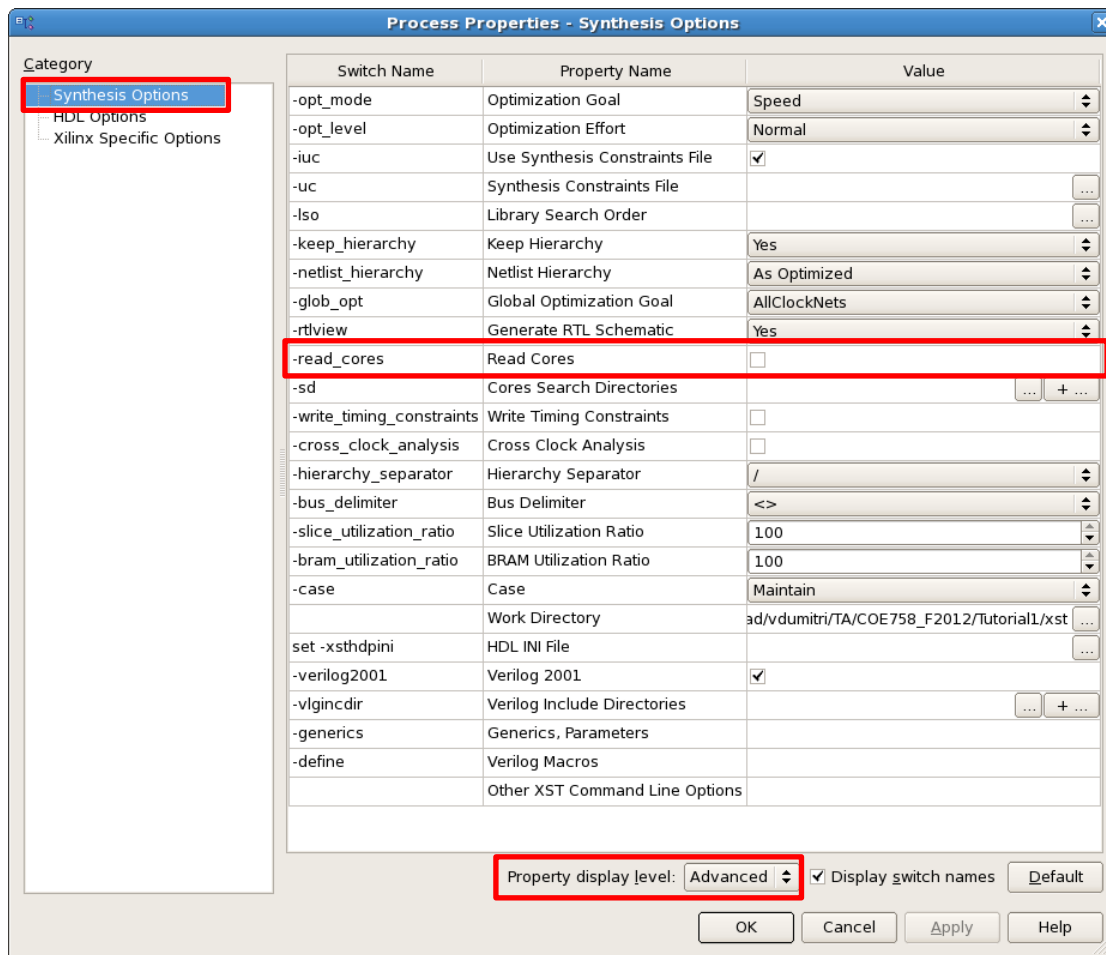 Process Properties - Synthesis Options
Category
Synthesis Options
HDL Options
Xilinx Specific Options
Switch Name Property Name Value
-opt_mode Optimization Goal Speed
-opt_level Optimization Effort Normal
-iuc Use Synthesis Constraints File
-uc Synthesis Constraints File ...
-lso Library Search Order ...
-keep_hierarchy Keep Hierarchy Yes
-netlist_hierarchy Netlist Hierarchy As Optimized
-glob_opt Global Optimization Goal AllClockNets
-rtlview Generate RTL Schematic Yes
-read_cores Read Cores
-sd Cores Search Directories ... + ...
-write_timing_constraints Write Timing Constraints
-cross_clock_analysis Cross Clock Analysis
-hierarchy_separator Hierarchy Separator /
-bus_delimiter Bus Delimiter <>
-slice_utilization_ratio Slice Utilization Ratio 100
-bram_utilization_ratio BRAM Utilization Ratio 100
-case Case Maintain
Work Directory ad/vdumitri/TA/COE758_F2012/Tutorial1/xst ...
set -xsthdpini HDL INI File ...
-verilog2001 Verilog 2001
-vlgincdir Verilog Include Directories ... + ...
-generics Generics, Parameters
-define Verilog Macros
Other XST Command Line Options
Property display level: Advanced Display switch names Default
OK Cancel Apply Help